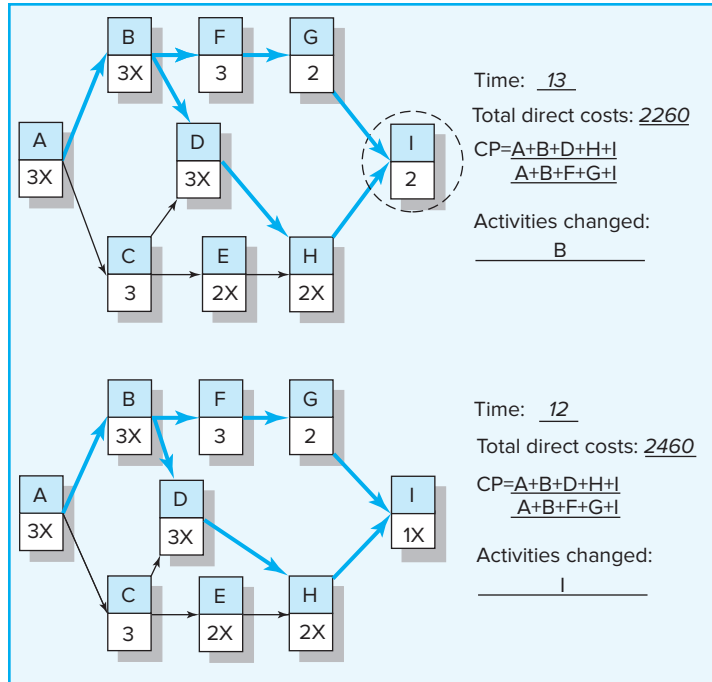 B F G
3X 3 2
Time: 13
Total direct costs: 2260
A D I
CP=A+B+D+H+I
3X 3X 2
A+B+F+G+I
Activities changed:
C E H
B
3 2X 2X
B F G
3X 3 2
Time: 12
Total direct costs: 2460
A D I
CP=A+B+D+H+I
3X 3X 1X
A+B+F+G+I
Activities changed:
C E H
I
3 2X 2X